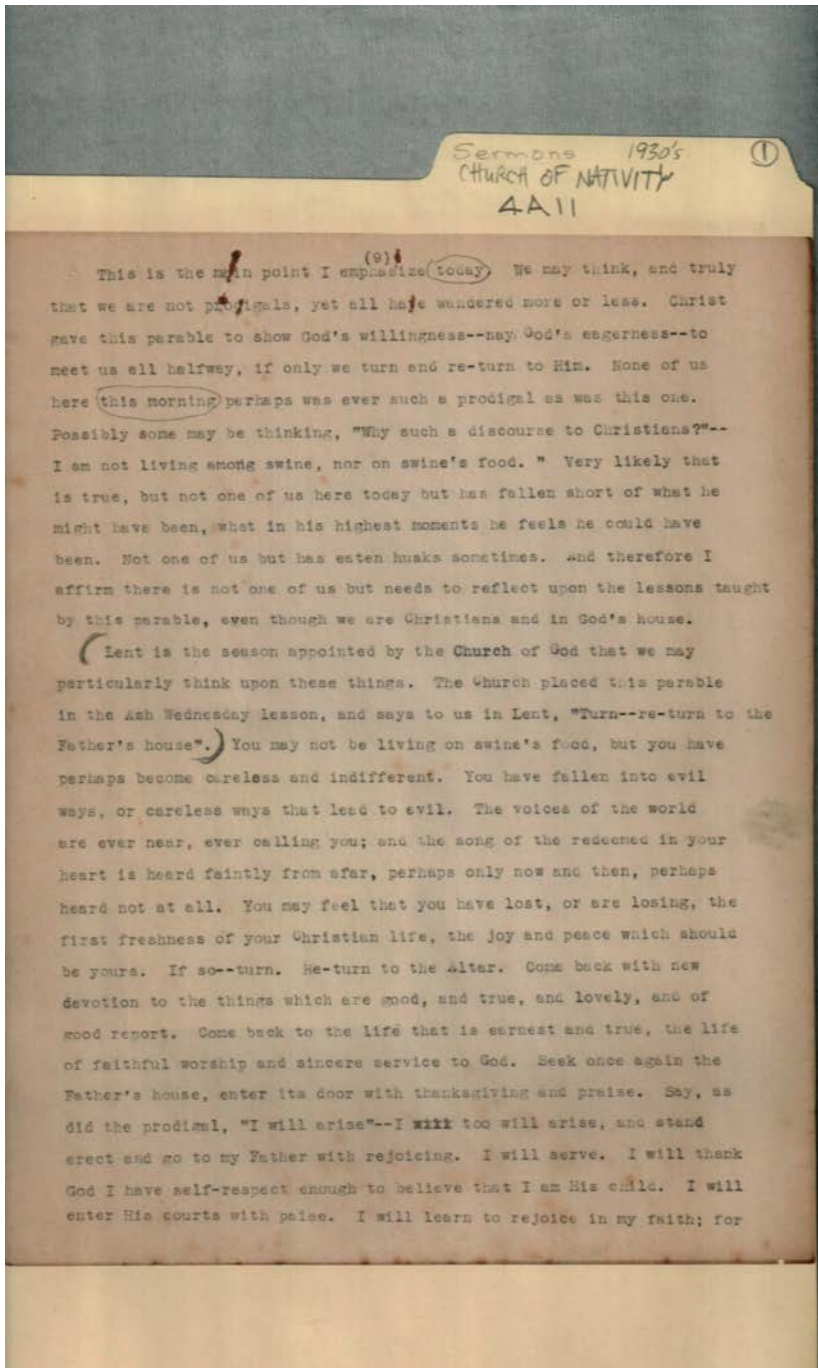 Sermons 1930's ①
CHURCH OF NATIVITY
4A11
(9)
This is the main point I emphasize today. We may think, and truly
that we are not prodigals, yet all have wandered more or less. Christ
gave this parable to show God's willingness--nay, God's eagerness--to
meet us all halfway, if only we turn and re-turn to Him. None of us
here this morning perhaps was ever such a prodigal as was this one.
Possibly some may be thinking, "Why such a discourse to Christians?"--
I am not living among swine, nor on swine's food. " Very likely that
is true, but not one of us here today but has fallen short of what he
might have been, what in his highest moments he feels he could have
been. Not one of us but has eaten husks sometimes. And therefore I
affirm there is not one of us but needs to reflect upon the lessons taught
by this parable, even though we are Christians and in God's house.
(Lent is the season appointed by the Church of God that we may
particularly think upon these things. The Church placed this parable
in the Ash Wednesday lesson, and says to us in Lent, "Turn--re-turn to the
Father's house".) You may not be living on swine's food, but you have
perhaps become careless and indifferent. You have fallen into evil
ways, or careless ways that lead to evil. The voices of the world
are ever near, ever calling you; and the song of the redeemed in your
heart is heard faintly from afar, perhaps only now and then, perhaps
heard not at all. You may feel that you have lost, or are losing, the
first freshness of your Christian life, the joy and peace which should
be yours. If so--turn. Re-turn to the Altar. Come back with new
devotion to the things which are good, and true, and lovely, and of
good report. Come back to the life that is earnest and true, the life
of faithful worship and sincere service to God. Seek once again the
Father's house, enter its door with thanksgiving and praise. Say, as
did the prodigal, "I will arise"--I will too will arise, and stand
erect and go to my Father with rejoicing. I will serve. I will thank
God I have self-respect enough to believe that I am His child. I will
enter His courts with paise. I will learn to rejoice in my faith; for